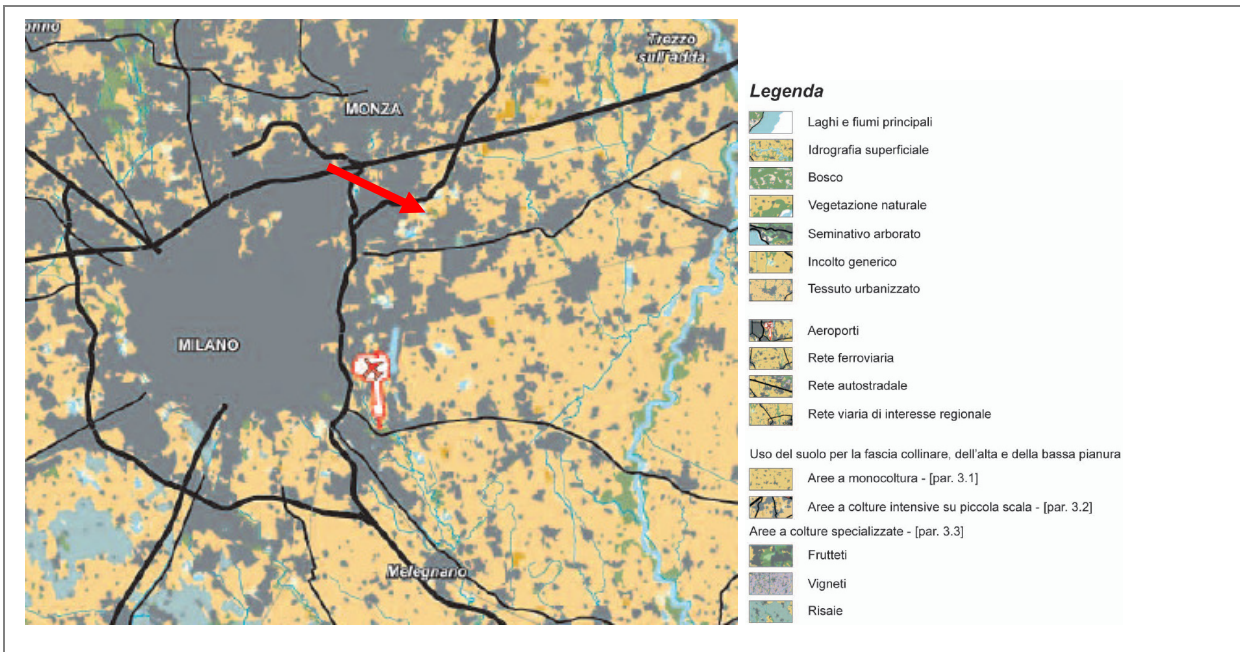 onno
Trezzo
sull'adda
MONZA
MILANO
Melegnano
Legenda
Laghi e fiumi principali
Idrografia superficiale
Bosco
Vegetazione naturale
Seminativo arborato
Incolto generico
Tessuto urbanizzato
Aeroporti
Rete ferroviaria
Rete autostradale
Rete viaria di interesse regionale
Uso del suolo per la fascia collinare, dell'alta e della bassa pianura
Aree a monocoltura - [par. 3.1]
Aree a colture intensive su piccola scala - [par. 3.2]
Aree a colture specializzate - [par. 3.3]
Frutteti
Vigneti
Risaie